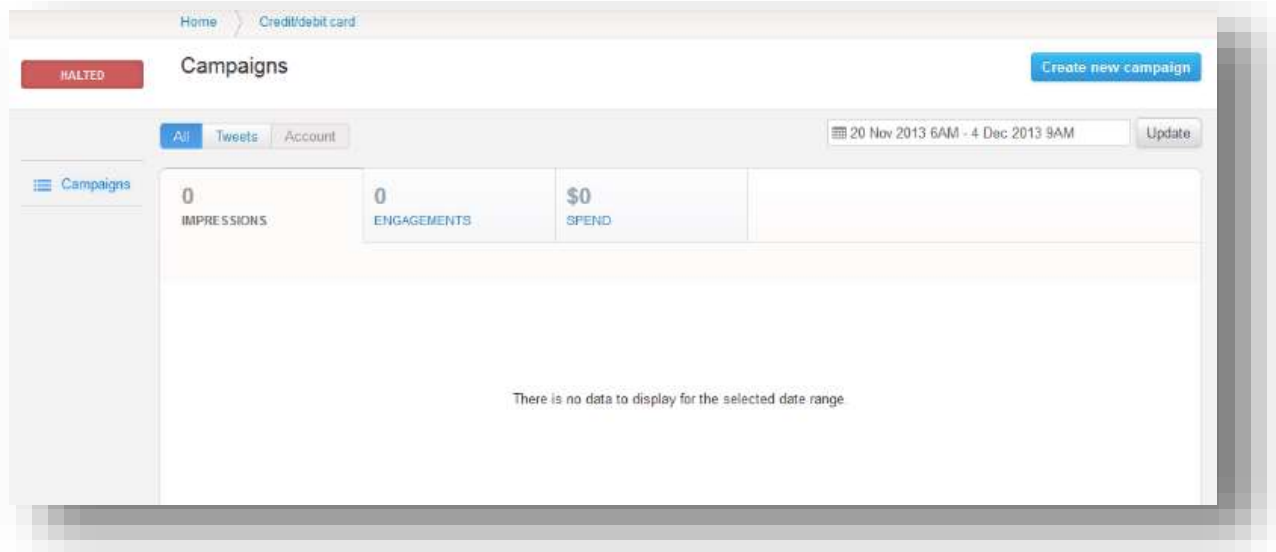 Home Credit/debit card
HALTED
Campaigns
Create new campaign
All Tweets Account
20 Nov 2013 6AM - 4 Dec 2013 9AM
Update
Campaigns
0
IMPRESSIONS
0
ENGAGEMENTS
$0
SPEND
There is no data to display for the selected date range.